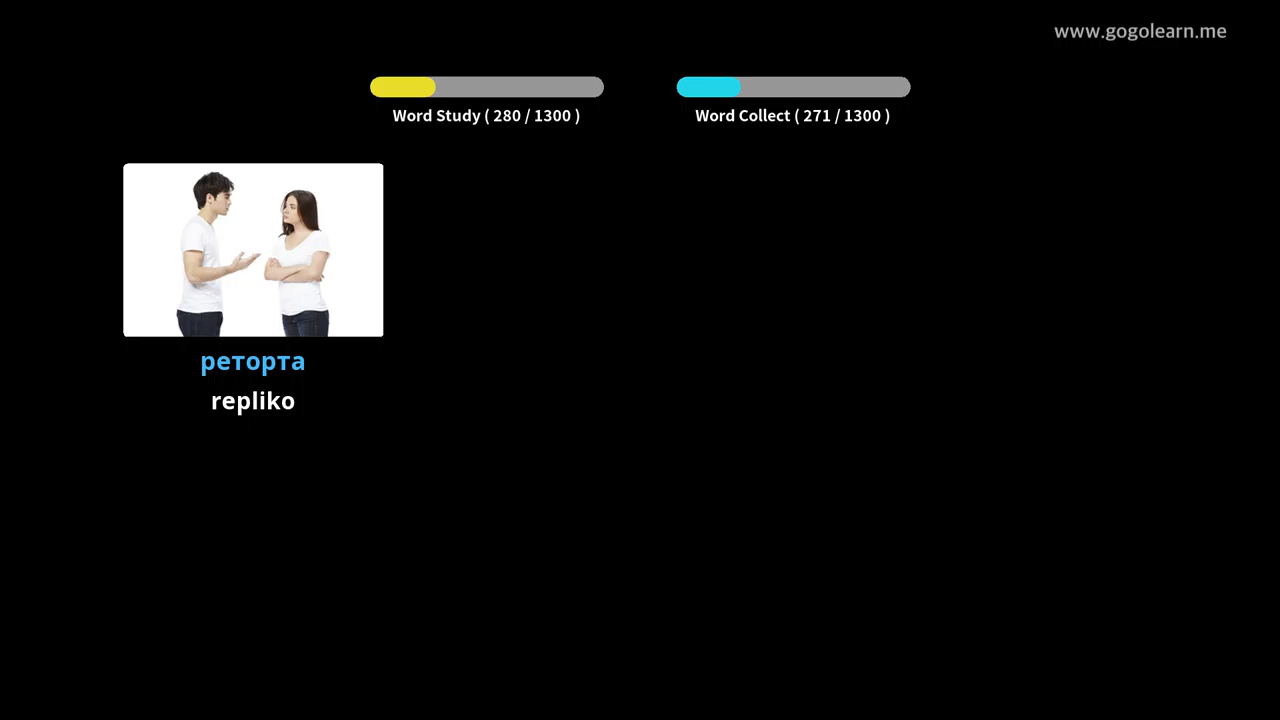 www.gogolearn.me
Word Study ( 280 / 1300 )
Word Collect ( 271 / 1300 )
реторта
repliko